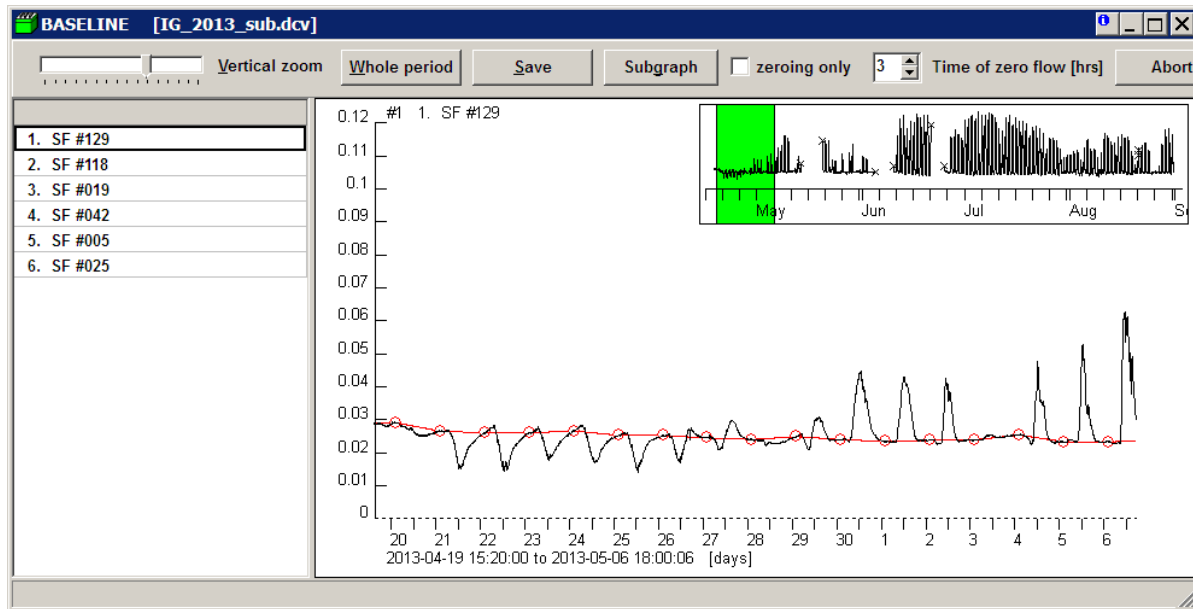 BASELINE [IG_2013_sub.dcv]
Vertical zoom Whole period Save Subgraph zeroing only 3 Time of zero flow [hrs] Abort
1. SF #129
2. SF #118
3. SF #019
4. SF #042
5. SF #005
6. SF #025
#1 1. SF #129
0.12
0.11
0.1
0.09
0.08
0.07
0.06
0.05
0.04
0.03
0.02
0.01
0
May Jun Jul Aug
20 21 22 23 24 25 26 27 28 29 30 1 2 3 4 5 6
2013-04-19 15:20:00 to 2013-05-06 18:00:06 [days]